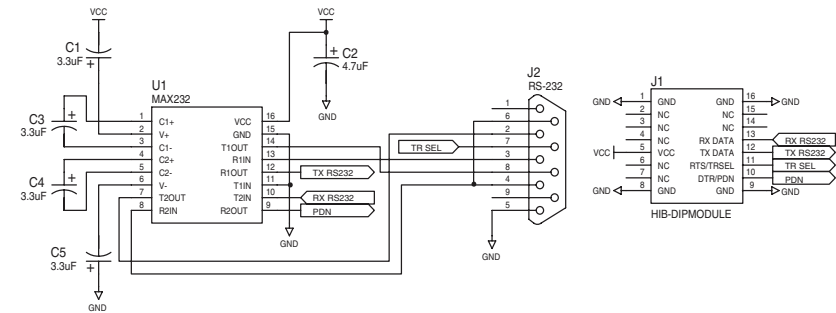 VCC
C1
3.3uF
+
C3
3.3uF
+
C4
3.3uF
+
C5
3.3uF
+
GND
U1
MAX232
1 C1+ VCC 16
2 V+ GND 15
3 C1- T1OUT 14
4 C2+ R1IN 13
5 C2- R1OUT 12
6 V- T1IN 11
7 T2OUT T2IN 10
8 R2IN R2OUT 9
TX RS232
RX RS232
PDN
GND
VCC
+
C2
4.7uF
GND
TR SEL
J2
RS-232
1
6
2
7
3
8
4
9
5
GND
J1
GND 1 GND GND 16 GND
2 NC NC 15
3 NC NC 14
4 NC RX DATA 13 RX RS232
VCC 5 VCC TX DATA 12 TX RS232
6 NC RTS/TRSEL 11 TR SEL
7 NC DTR/PDN 10 PDN
GND 8 GND GND 9 GND
HIB-DIPMODULE